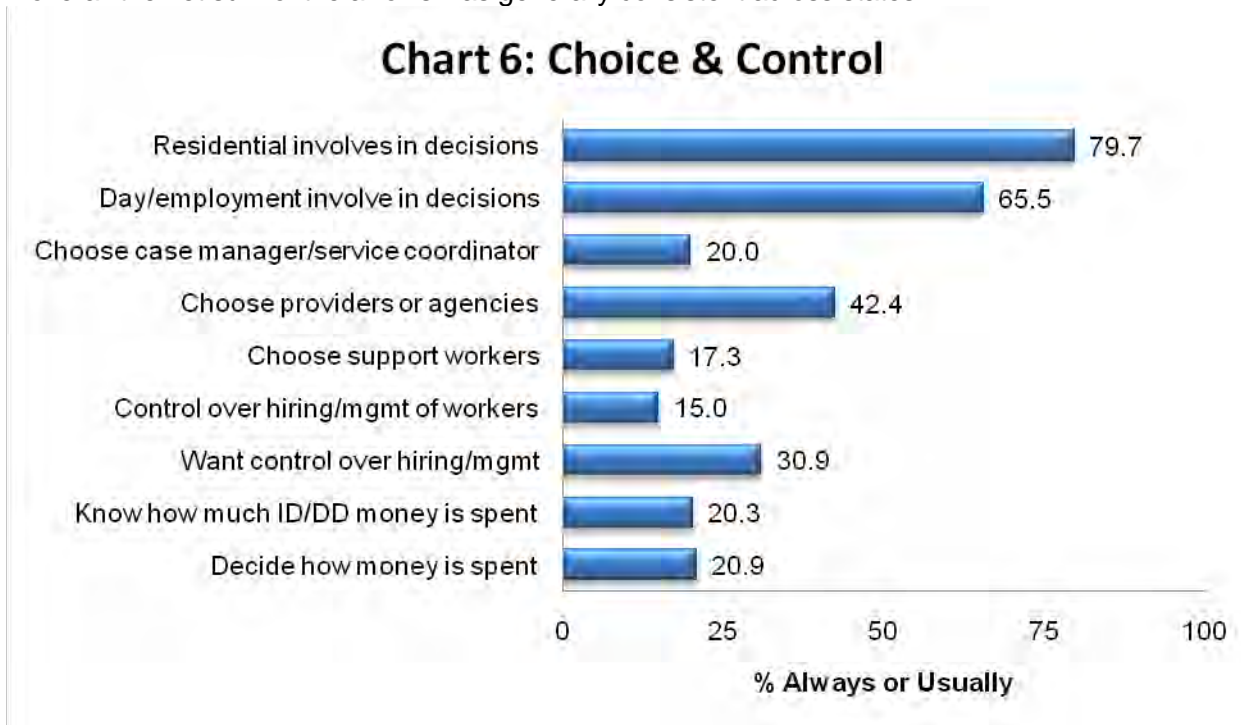 Chart 6: Choice & Control
Residential involves in decisions 79.7
Day/employment involve in decisions 65.5
Choose case manager/service coordinator 20.0
Choose providers or agencies 42.4
Choose support workers 17.3
Control over hiring/mgmt of workers 15.0
Want control over hiring/mgmt 30.9
Know how much ID/DD money is spent 20.3
Decide how money is spent 20.9
0 25 50 75 100
% Always or Usually